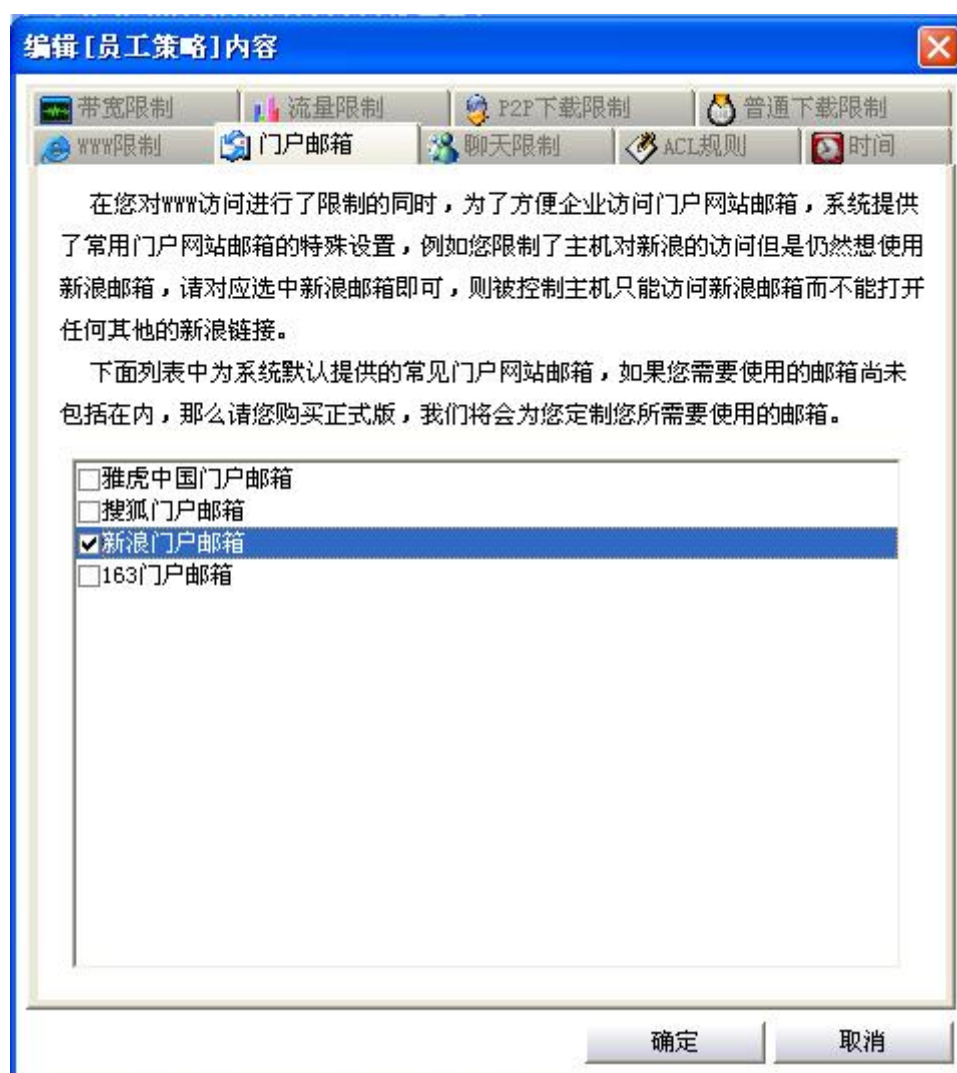 编辑[员工策略]内容
带宽限制 流量限制 P2P下载限制 普通下载限制
WWW限制 门户邮箱 聊天限制 ACL规则 时间
在您对WWW访问进行了限制的同时，为了方便企业访问门户网站邮箱，系统提供
了常用门户网站邮箱的特殊设置，例如您限制了主机对新浪的访问但是仍然想使用
新浪邮箱，请对应选中新浪邮箱即可，则被控制主机只能访问新浪邮箱而不能打开
任何其他的新浪链接。
下面列表中为系统默认提供的常见门户网站邮箱，如果您需要使用的邮箱尚未
包括在内，那么请您购买正式版，我们将会为您定制您所需要使用的邮箱。
雅虎中国门户邮箱
搜狐门户邮箱
新浪门户邮箱
163门户邮箱
确定 取消